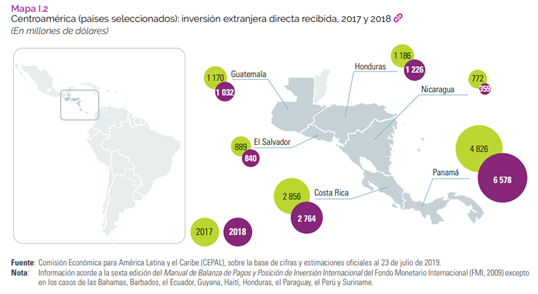 Mapa I.2
Centroamérica (países seleccionados): inversión extranjera directa recibida, 2017 y 2018
(En millones de dólares)
1 186
Honduras
1 226
1 170
Guatemala
1 032
772
359
Nicaragua
889
El Salvador
840
4 826
6 578
Panamá
2 856
Costa Rica
2 764
2017 2018
Fuente: Comisión Económica para América Latina y el Caribe (CEPAL), sobre la base de cifras y estimaciones oficiales al 23 de julio de 2019.
Nota: Información acorde a la sexta edición del Manual de Balanza de Pagos y Posición de Inversión Internacional del Fondo Monetario Internacional (FMI, 2009) excepto
en los casos de las Bahamas, Barbados, el Ecuador, Guyana, Haití, Honduras, el Paraguay, el Perú y Suriname.